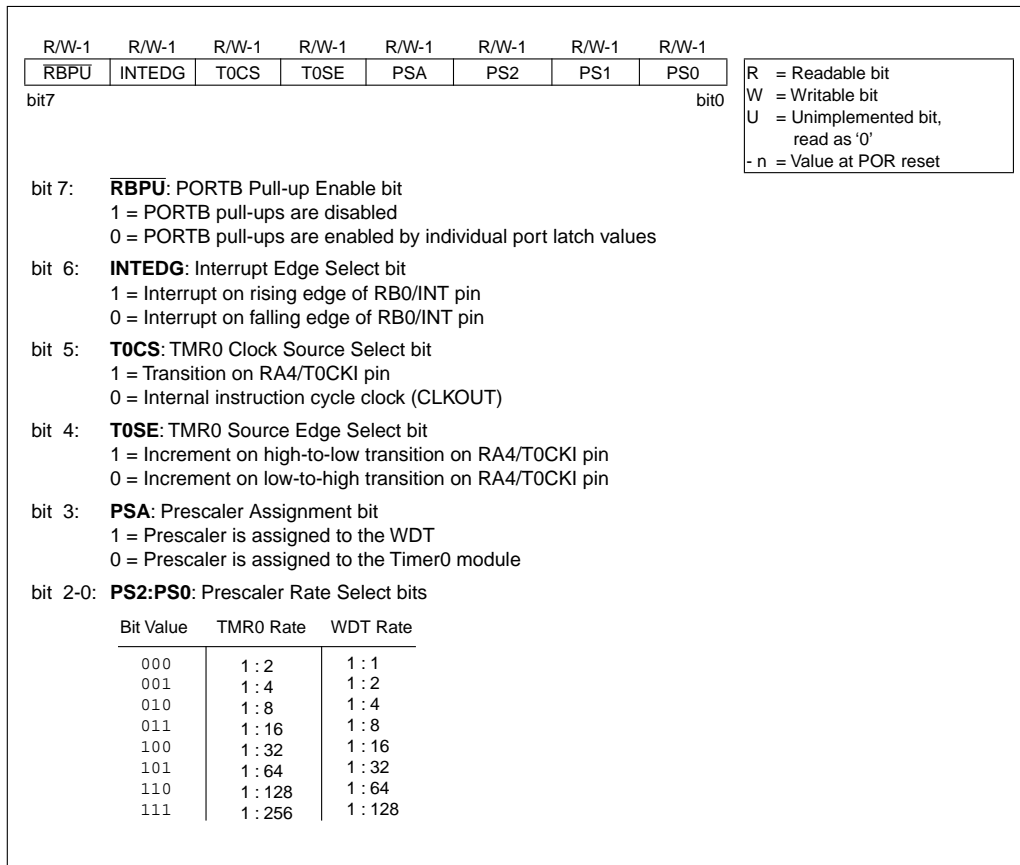 R/W-1 R/W-1 R/W-1 R/W-1 R/W-1 R/W-1 R/W-1 R/W-1
RBPU INTEDG T0CS T0SE PSA PS2 PS1 PS0
bit7 bit0
R = Readable bit
W = Writable bit
U = Unimplemented bit,
read as ‘0’
- n = Value at POR reset
bit 7: RBPU: PORTB Pull-up Enable bit
1 = PORTB pull-ups are disabled
0 = PORTB pull-ups are enabled by individual port latch values
bit 6: INTEDG: Interrupt Edge Select bit
1 = Interrupt on rising edge of RB0/INT pin
0 = Interrupt on falling edge of RB0/INT pin
bit 5: T0CS: TMR0 Clock Source Select bit
1 = Transition on RA4/T0CKI pin
0 = Internal instruction cycle clock (CLKOUT)
bit 4: T0SE: TMR0 Source Edge Select bit
1 = Increment on high-to-low transition on RA4/T0CKI pin
0 = Increment on low-to-high transition on RA4/T0CKI pin
bit 3: PSA: Prescaler Assignment bit
1 = Prescaler is assigned to the WDT
0 = Prescaler is assigned to the Timer0 module
bit 2-0: PS2:PS0: Prescaler Rate Select bits
Bit Value TMR0 Rate WDT Rate
000 1 : 2 1 : 1
001 1 : 4 1 : 2
010 1 : 8 1 : 4
011 1 : 16 1 : 8
100 1 : 32 1 : 16
101 1 : 64 1 : 32
110 1 : 128 1 : 64
111 1 : 256 1 : 128